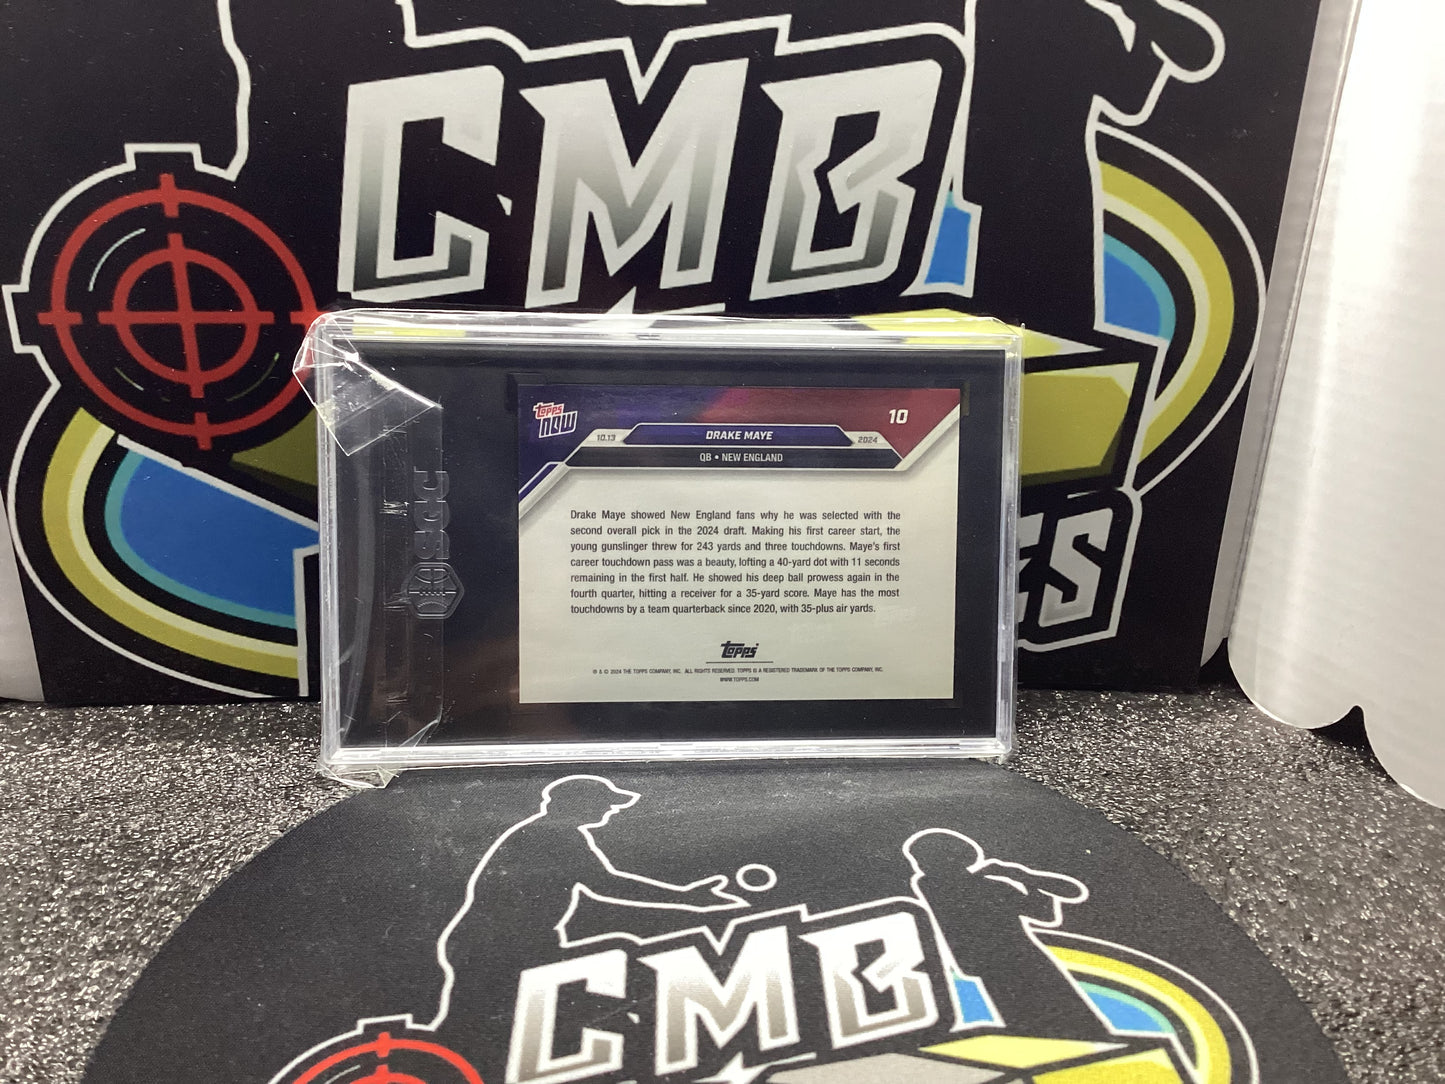 CMB
ES
SGC
topps
NOW
10
10.13
DRAKE MAYE
2024
QB • NEW ENGLAND
Drake Maye showed New England fans why he was selected with the
second overall pick in the 2024 draft. Making his first career start, the
young gunslinger threw for 243 yards and three touchdowns. Maye's first
career touchdown pass was a beauty, lofting a 40-yard dot with 11 seconds
remaining in the first half. He showed his deep ball prowess again in the
fourth quarter, hitting a receiver for a 35-yard score. Maye has the most
touchdowns by a team quarterback since 2020, with 35-plus air yards.
topps
® & © 2024 THE TOPPS COMPANY, INC. ALL RIGHTS RESERVED. TOPPS IS A REGISTERED TRADEMARK OF THE TOPPS COMPANY, INC.
WWW.TOPPS.COM
CMB